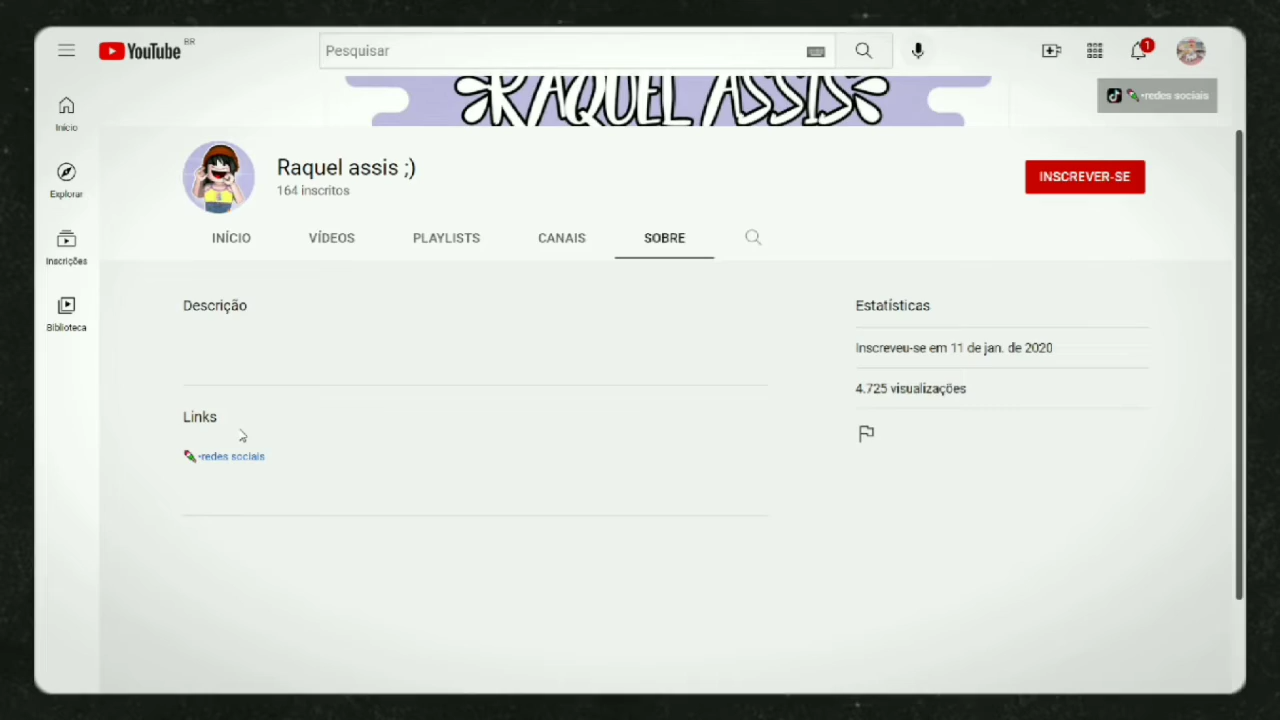 YouTube BR
Pesquisar
1
RAQUEL ASSIS
redes sociais
Início
Explorar
Inscrições
Biblioteca
Raquel assis ;)
164 inscritos
INSCREVER-SE
INÍCIO VÍDEOS PLAYLISTS CANAIS SOBRE
Descrição
Links
•redes sociais
Estatísticas
Inscreveu-se em 11 de jan. de 2020
4.725 visualizações